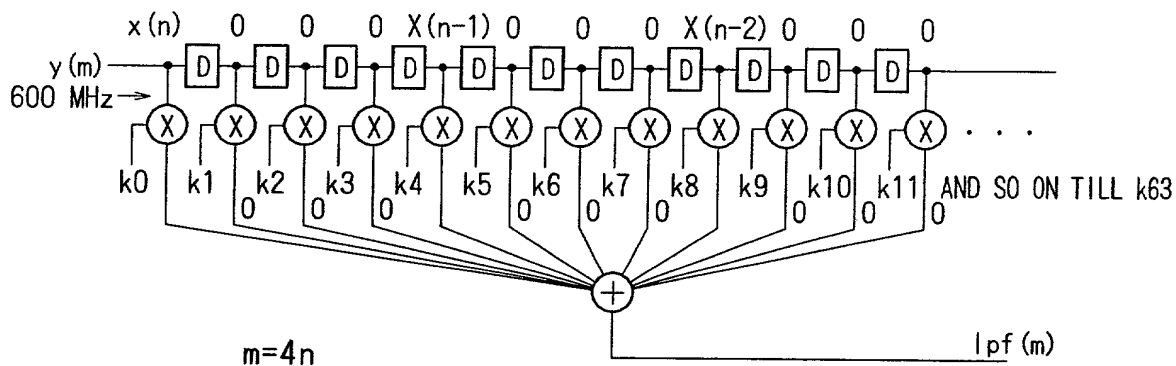 x(n) 0 0 0 X(n-1) 0 0 0 X(n-2) 0 0 0
y(m) D D D D D D D D D D D
600 MHz
X X X X X X X X X X X X . . .
k0 k1 k2 k3 k4 k5 k6 k7 k8 k9 k10 k11 AND SO ON TILL k63
0 0 0 0 0 0 0 0 0
+
m=4n
lpf(m)